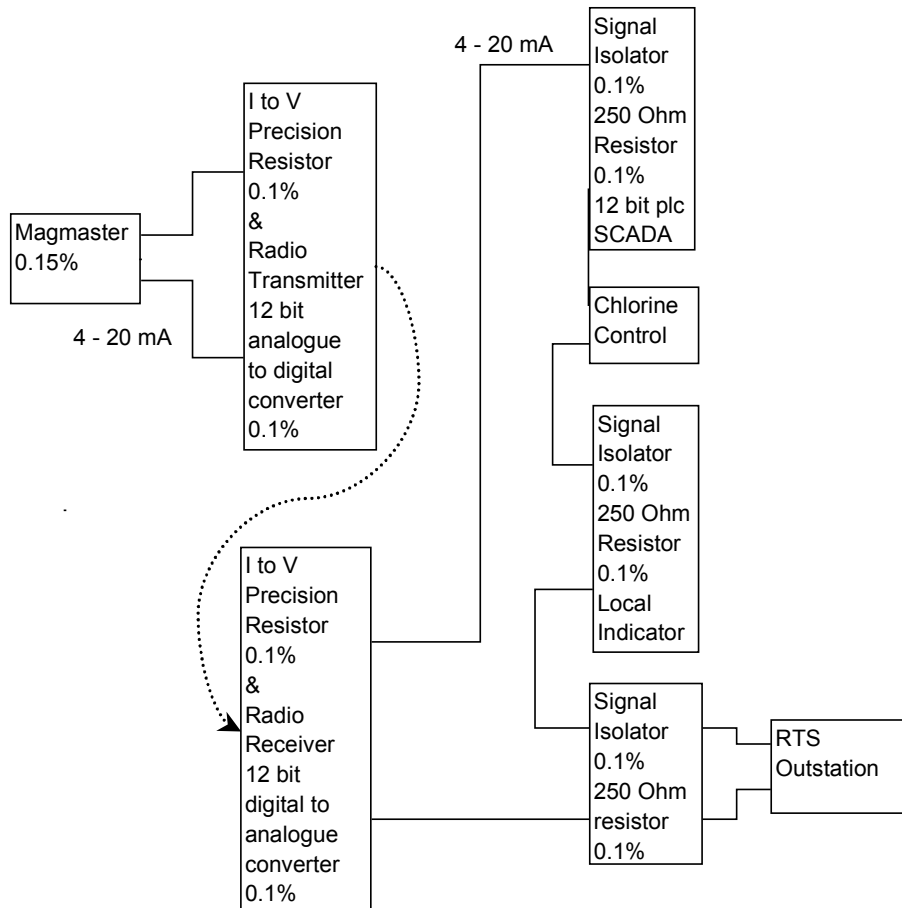 Magmaster
0.15%
4 - 20 mA
I to V
Precision
Resistor
0.1%
&
Radio
Transmitter
12 bit
analogue
to digital
converter
0.1%
I to V
Precision
Resistor
0.1%
&
Radio
Receiver
12 bit
digital to
analogue
converter
0.1%
4 - 20 mA
Signal
Isolator
0.1%
250 Ohm
Resistor
0.1%
12 bit plc
SCADA
Chlorine
Control
Signal
Isolator
0.1%
250 Ohm
Resistor
0.1%
Local
Indicator
Signal
Isolator
0.1%
250 Ohm
resistor
0.1%
RTS
Outstation